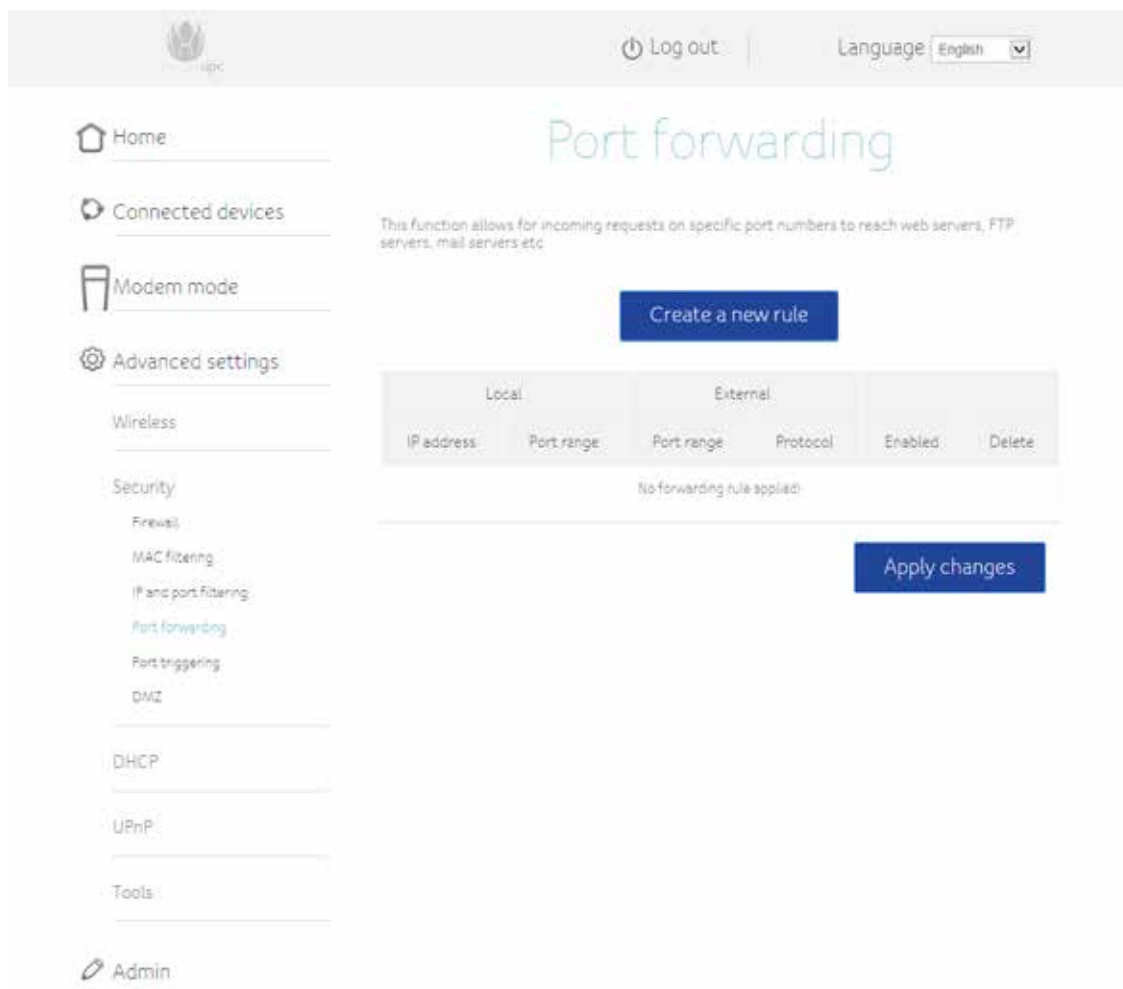 upc
Log out
Language English
Home
Connected devices
Modem mode
Advanced settings
Wireless
Security
Firewall
MAC filtering
IP and port filtering
Port forwarding
Port triggering
DMZ
DHCP
UPnP
Tools
Admin
Port forwarding
This function allows for incoming requests on specific port numbers to reach web servers, FTP
servers, mail servers etc
Create a new rule
Local External
IP address Port range Port range Protocol Enabled Delete
No forwarding rule applied!
Apply changes